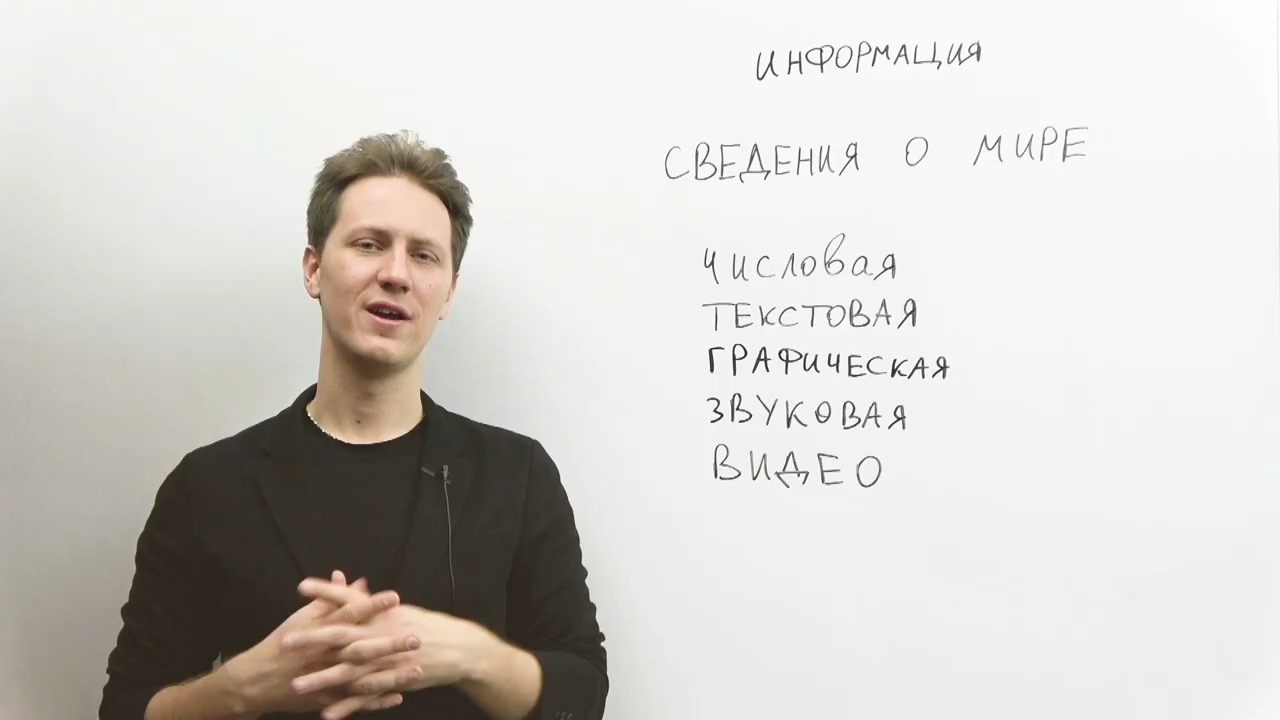 ИНФОРМАЦИЯ
СВЕДЕНИЯ О МИРЕ
ЧИСЛОВАЯ
ТЕКСТОВАЯ
ГРАФИЧЕСКАЯ
ЗВУКОВАЯ
ВИДЕО